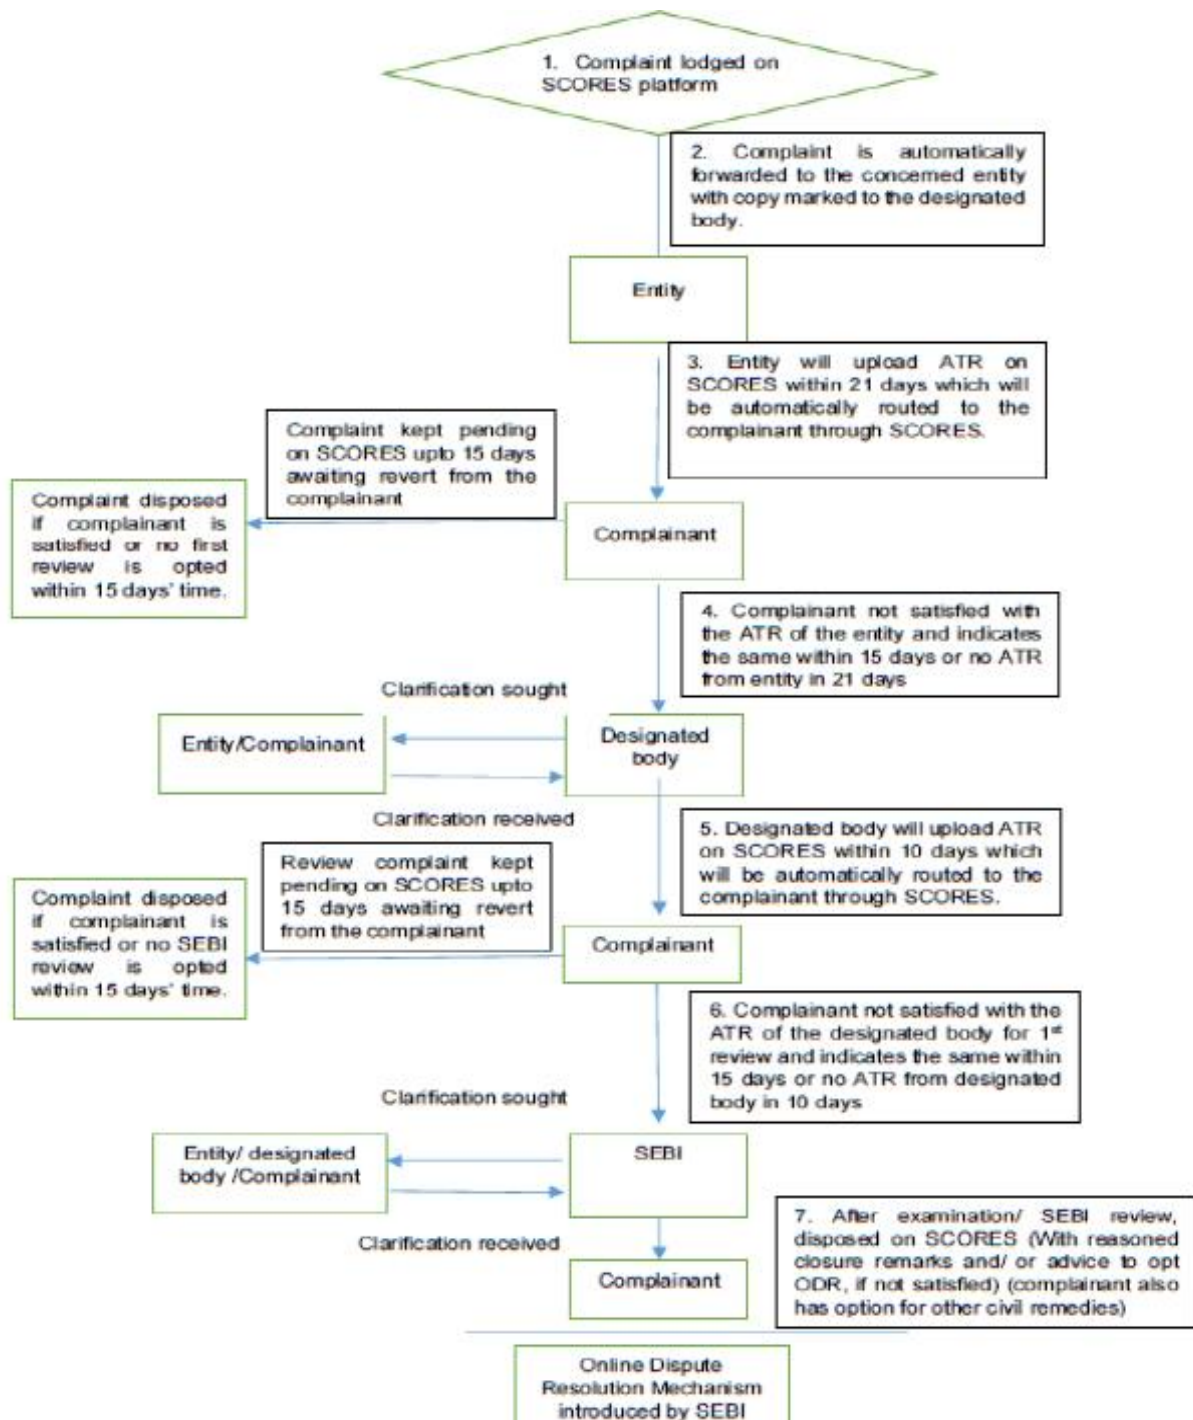 1. Complaint lodged on
SCORES platform
2. Complaint is automatically
forwarded to the concerned entity
with copy marked to the designated
body.
Entity
3. Entity will upload ATR on
SCORES within 21 days which will
be automatically routed to the
complainant through SCORES.
Complaint kept pending
on SCORES upto 15 days
awaiting revert from the
complainant
Complaint disposed
if complainant is
satisfied or no first
review is opted
within 15 days' time.
Complainant
4. Complainant not satisfied with
the ATR of the entity and indicates
the same within 15 days or no ATR
from entity in 21 days
Clarification sought
Entity/Complainant
Designated
body
Clarification received
5. Designated body will upload ATR
on SCORES within 10 days which
will be automatically routed to the
complainant through SCORES.
Review complaint kept
pending on SCORES upto
15 days awaiting revert
from the complainant
Complaint disposed
if complainant is
satisfied or no SEBI
review is opted
within 15 days' time.
Complainant
6. Complainant not satisfied with the
ATR of the designated body for 1st
review and indicates the same within
15 days or no ATR from designated
body in 10 days
Clarification sought
Entity/ designated
body /Complainant
SEBI
Clarification received
7. After examination/ SEBI review,
disposed on SCORES (With reasoned
closure remarks and/ or advice to opt
ODR, if not satisfied) (complainant also
has option for other civil remedies)
Complainant
Online Dispute
Resolution Mechanism
introduced by SEBI